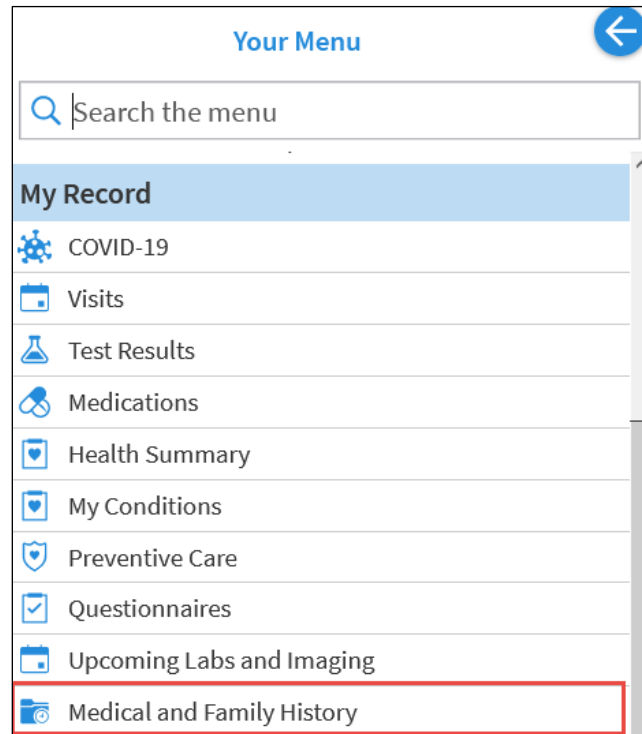 Your Menu
Search the menu
My Record
COVID-19
Visits
Test Results
Medications
Health Summary
My Conditions
Preventive Care
Questionnaires
Upcoming Labs and Imaging
Medical and Family History